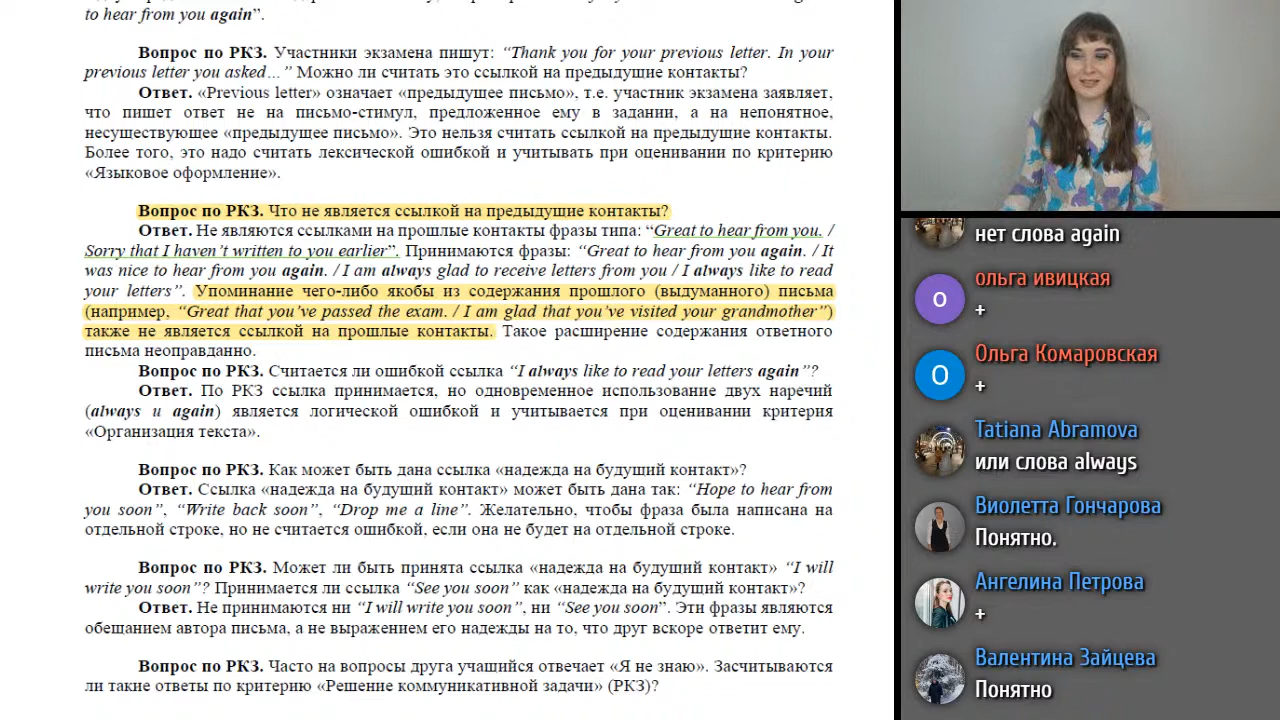 to hear from you again”.
Вопрос по РКЗ. Участники экзамена пишут: “Thank you for your previous letter. In your
previous letter you asked…” Можно ли считать это ссылкой на предыдущие контакты?
Ответ. «Previous letter» означает «предыдущее письмо», т.е. участник экзамена заявляет,
что пишет ответ не на письмо-стимул, предложенное ему в задании, а на непонятное,
несуществующее «предыдущее письмо». Это нельзя считать ссылкой на предыдущие контакты.
Более того, это надо считать лексической ошибкой и учитывать при оценивании по критерию
«Языковое оформление».
Вопрос по РКЗ. Что не является ссылкой на предыдущие контакты?
Ответ. Не являются ссылками на прошлые контакты фразы типа: “Great to hear from you. /
Sorry that I haven’t written to you earlier”. Принимаются фразы: “Great to hear from you again. / It
was nice to hear from you again. / I am always glad to receive letters from you / I always like to read
your letters”. Упоминание чего-либо якобы из содержания прошлого (выдуманного) письма
(например, “Great that you’ve passed the exam. / I am glad that you’ve visited your grandmother”)
также не является ссылкой на прошлые контакты. Такое расширение содержания ответного
письма неоправданно.
Вопрос по РКЗ. Считается ли ошибкой ссылка “I always like to read your letters again”?
Ответ. По РКЗ ссылка принимается, но одновременное использование двух наречий
(always и again) является логической ошибкой и учитывается при оценивании критерия
«Организация текста».
Вопрос по РКЗ. Как может быть дана ссылка «надежда на будущий контакт»?
Ответ. Ссылка «надежда на будущий контакт» может быть дана так: “Hope to hear from
you soon”, “Write back soon”, “Drop me a line”. Желательно, чтобы фраза была написана на
отдельной строке, но не считается ошибкой, если она не будет на отдельной строке.
Вопрос по РКЗ. Может ли быть принята ссылка «надежда на будущий контакт» “I will
write you soon”? Принимается ли ссылка “See you soon” как «надежда на будущий контакт»?
Ответ. Не принимаются ни “I will write you soon”, ни “See you soon”. Эти фразы являются
обещанием автора письма, а не выражением его надежды на то, что друг вскоре ответит ему.
Вопрос по РКЗ. Часто на вопросы друга учащийся отвечает «Я не знаю». Засчитываются
ли такие ответы по критерию «Решение коммуникативной задачи» (РКЗ)?
нет слова again
О
ольга ивицкая
+
О
Ольга Комаровская
+
Tatiana Abramova
или слова always
Виолетта Гончарова
Понятно.
Ангелина Петрова
+
Валентина Зайцева
Понятно